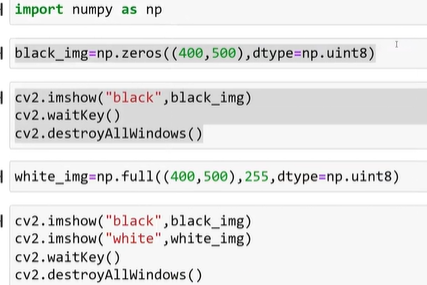 import numpy as np
black_img=np.zeros((400,500),dtype=np.uint8)
cv2.imshow("black",black_img)
cv2.waitKey()
cv2.destroyAllWindows()
white_img=np.full((400,500),255,dtype=np.uint8)
cv2.imshow("black",black_img)
cv2.imshow("white",white_img)
cv2.waitKey()
cv2.destroyAllWindows()